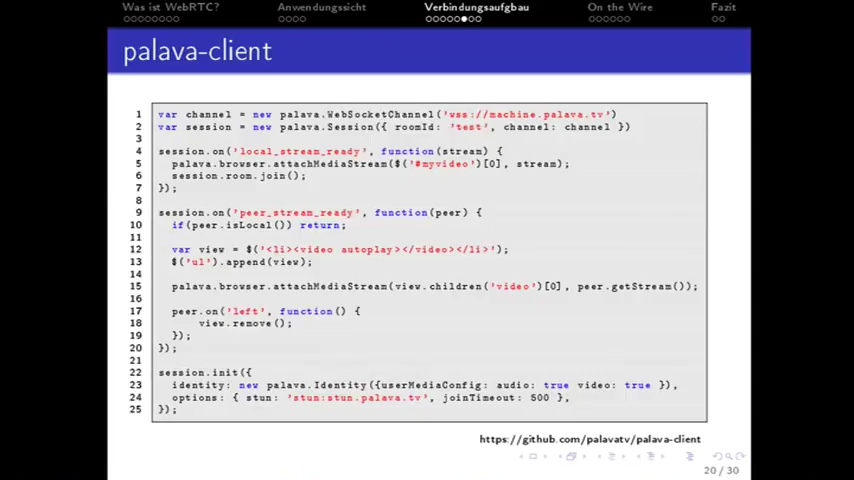 Was ist WebRTC? Anwendungssicht Verbindungsaufbau On the Wire Fazit
palava-client
1 var channel = new palava.WebSocketChannel('wss://machine.palava.tv')
2 var session = new palava.Session({ roomId: 'test', channel: channel })
3
4 session.on('local_stream_ready', function(stream) {
5 palava.browser.attachMediaStream($('#myvideo')[0], stream);
6 session.room.join();
7 });
8
9 session.on('peer_stream_ready', function(peer) {
10 if(peer.isLocal()) return;
11
12 var view = $('<li><video autoplay></video></li>');
13 $('ul').append(view);
14
15 palava.browser.attachMediaStream(view.children('video')[0], peer.getStream());
16
17 peer.on('left', function() {
18 view.remove();
19 });
20 });
21
22 session.init({
23 identity: new palava.Identity({userMediaConfig: audio: true video: true }),
24 options: { stun: 'stun:stun.palava.tv', joinTimeout: 500 },
25 });
https://github.com/palavatv/palava-client
20 / 30